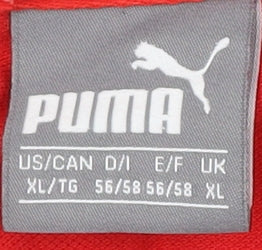 PUMA
US/CAN D/I E/F UK
XL/TG 56/58 56/58 XL